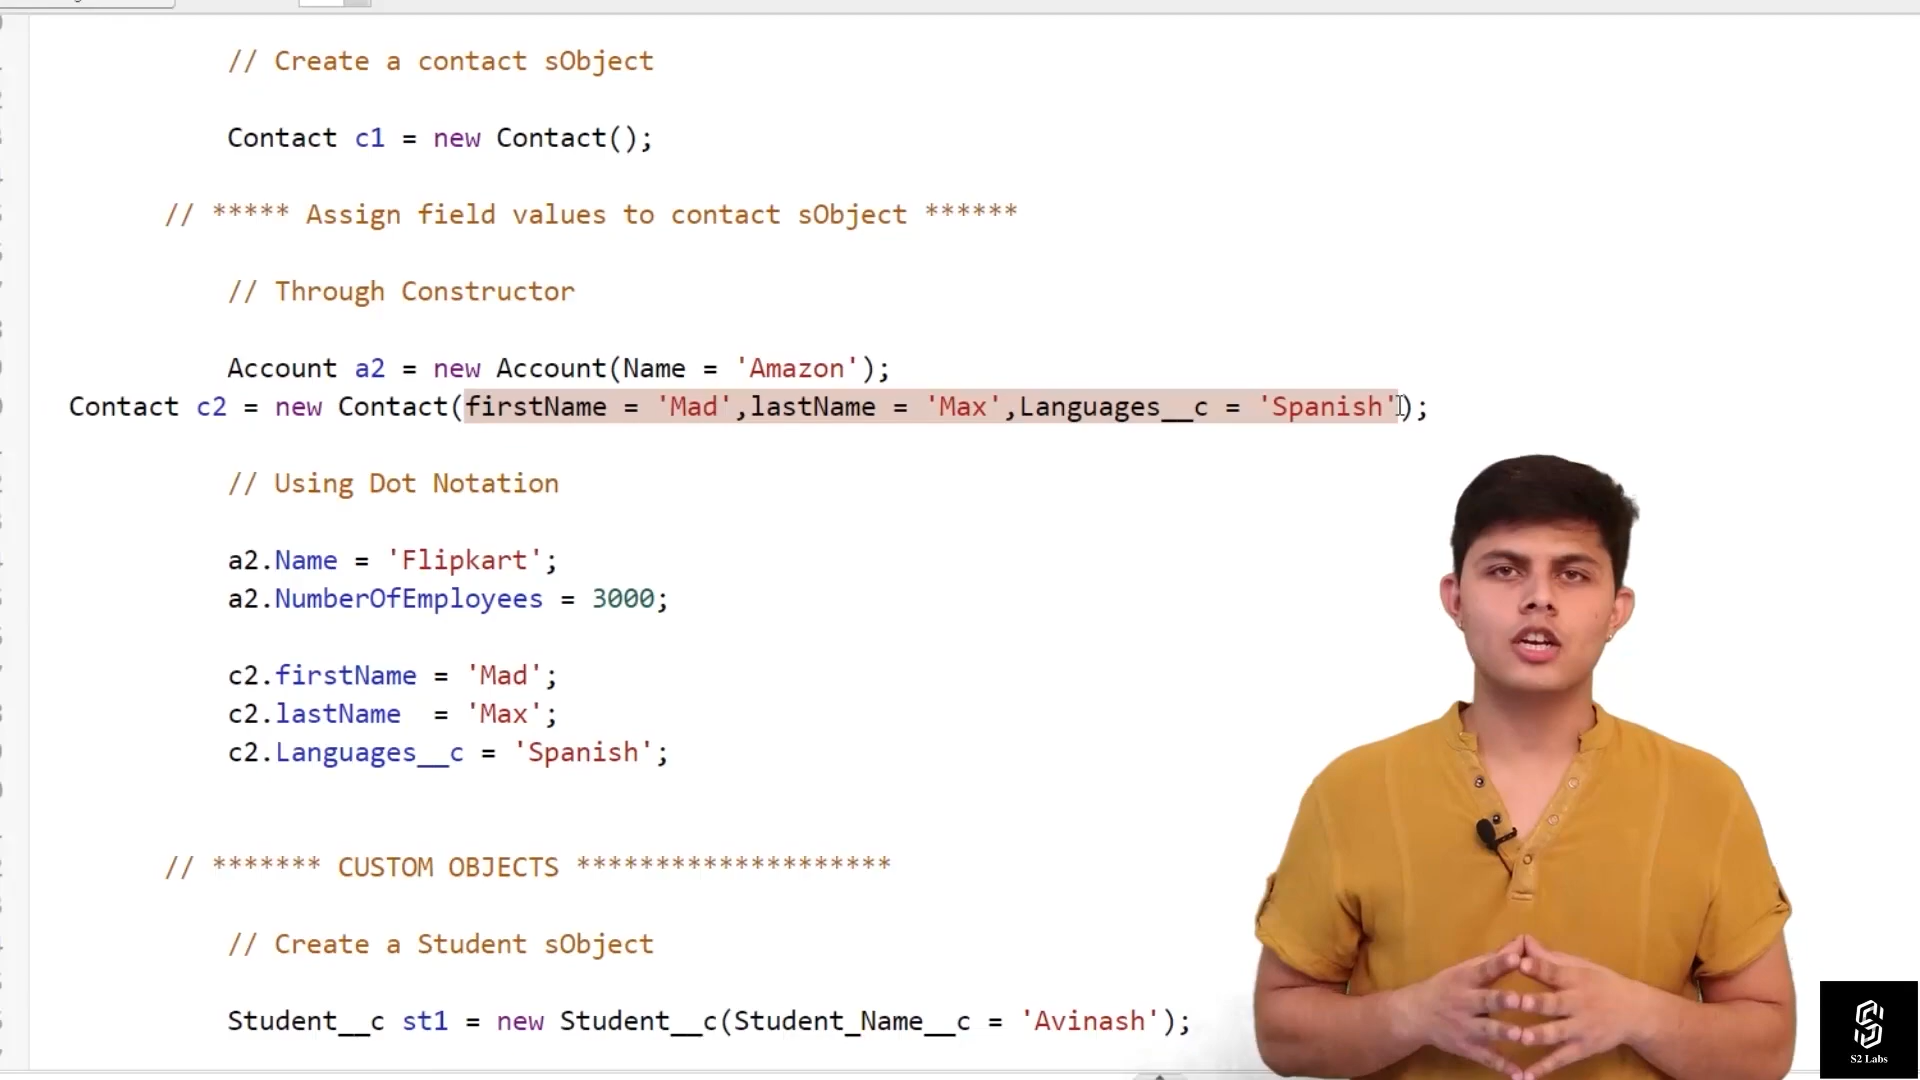 // Create a contact sObject
Contact c1 = new Contact();
// ***** Assign field values to contact sObject ******
// Through Constructor
Account a2 = new Account(Name = 'Amazon');
Contact c2 = new Contact(firstName = 'Mad',lastName = 'Max',Languages__c = 'Spanish');
// Using Dot Notation
a2.Name = 'Flipkart';
a2.NumberOfEmployees = 3000;
c2.firstName = 'Mad';
c2.lastName  = 'Max';
c2.Languages__c = 'Spanish';
// ******* CUSTOM OBJECTS ********************
// Create a Student sObject
Student__c st1 = new Student__c(Student_Name__c = 'Avinash');
S2 Labs